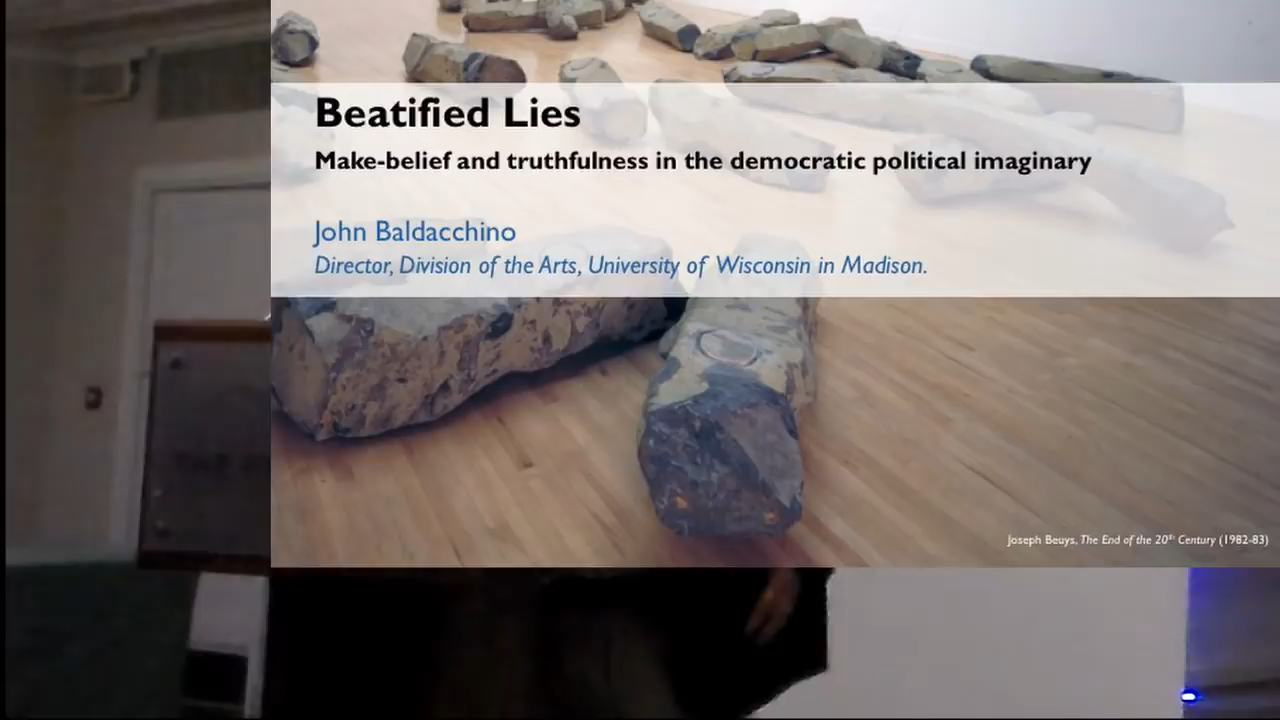 Beatified Lies
Make-belief and truthfulness in the democratic political imaginary
John Baldacchino
Director, Division of the Arts, University of Wisconsin in Madison.
Joseph Beuys, The End of the 20th Century (1982-83)